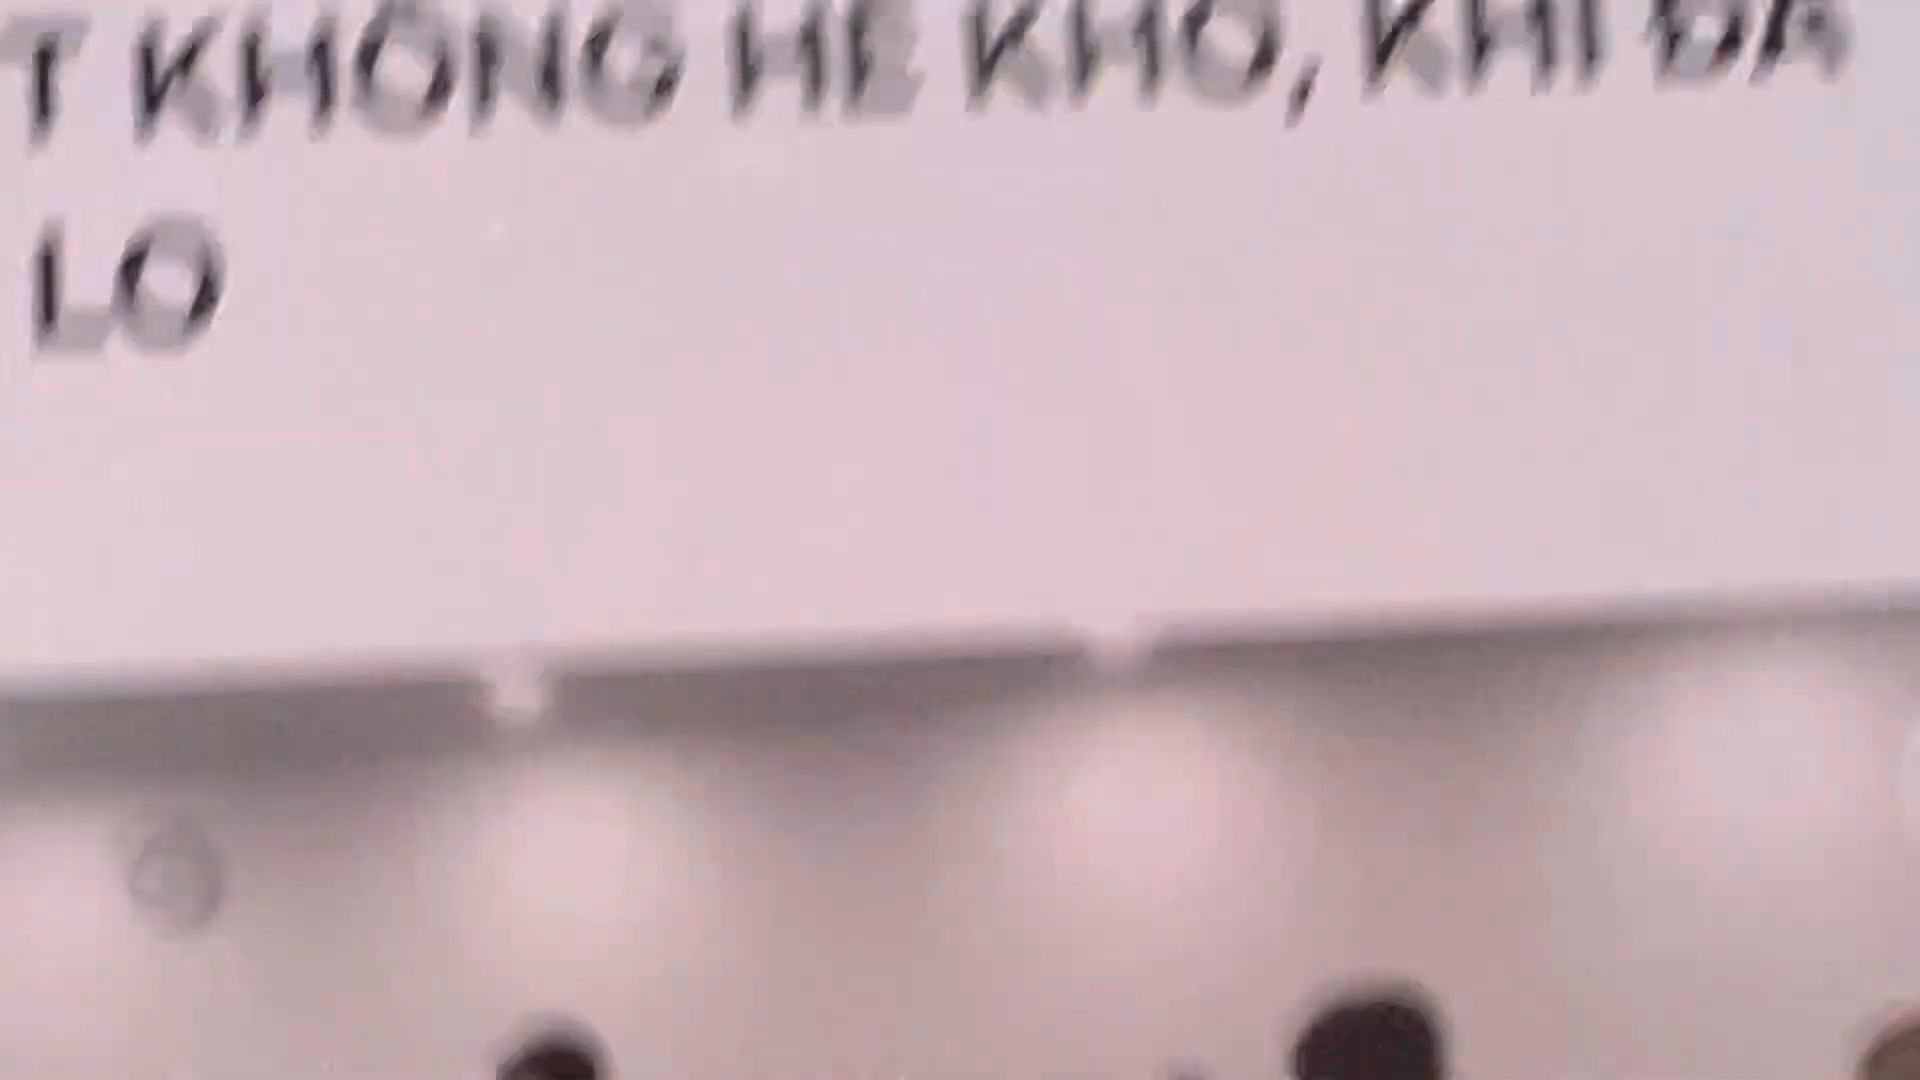 T KHÔNG HỀ KHÓ, KHI ĐÃ
LO